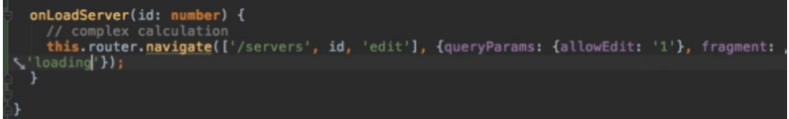 onLoadServer(id: number) {
// complex calculation
this.router.navigate(['/servers', id, 'edit'], {queryParams: {allowEdit: '1'}, fragment:
'loading'});
}
}